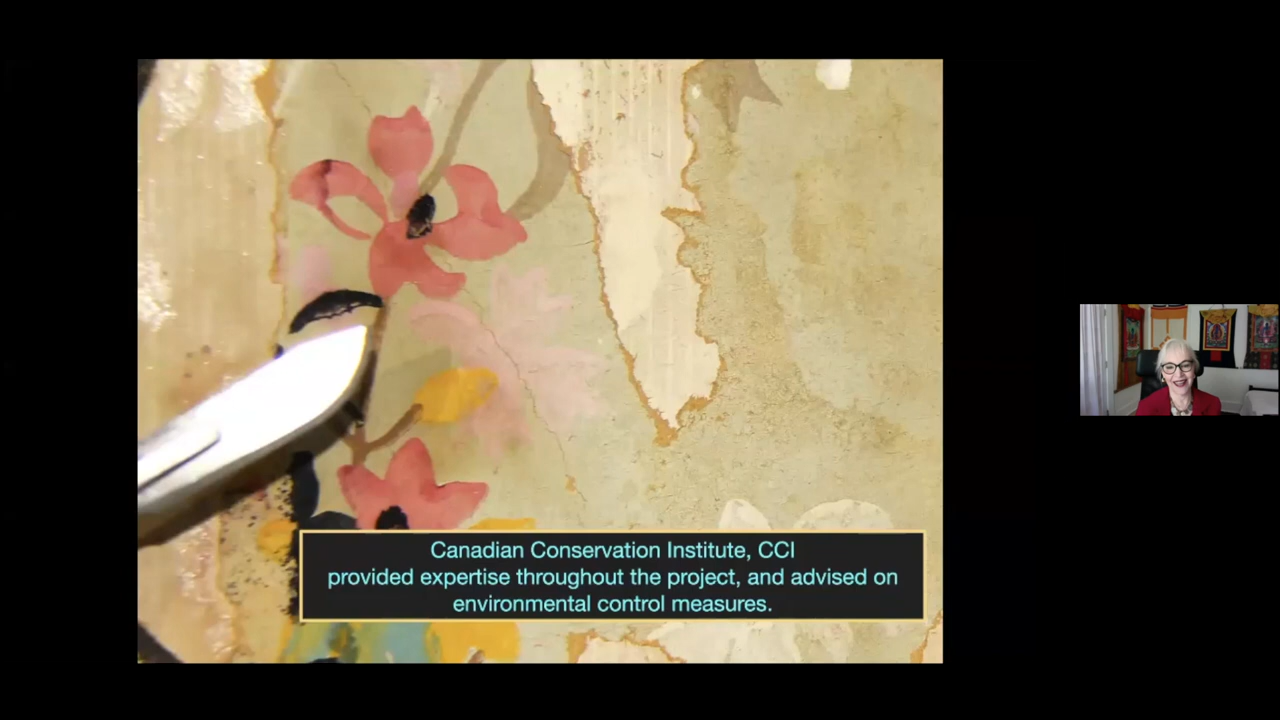 Canadian Conservation Institute, CCI
provided expertise throughout the project, and advised on
environmental control measures.